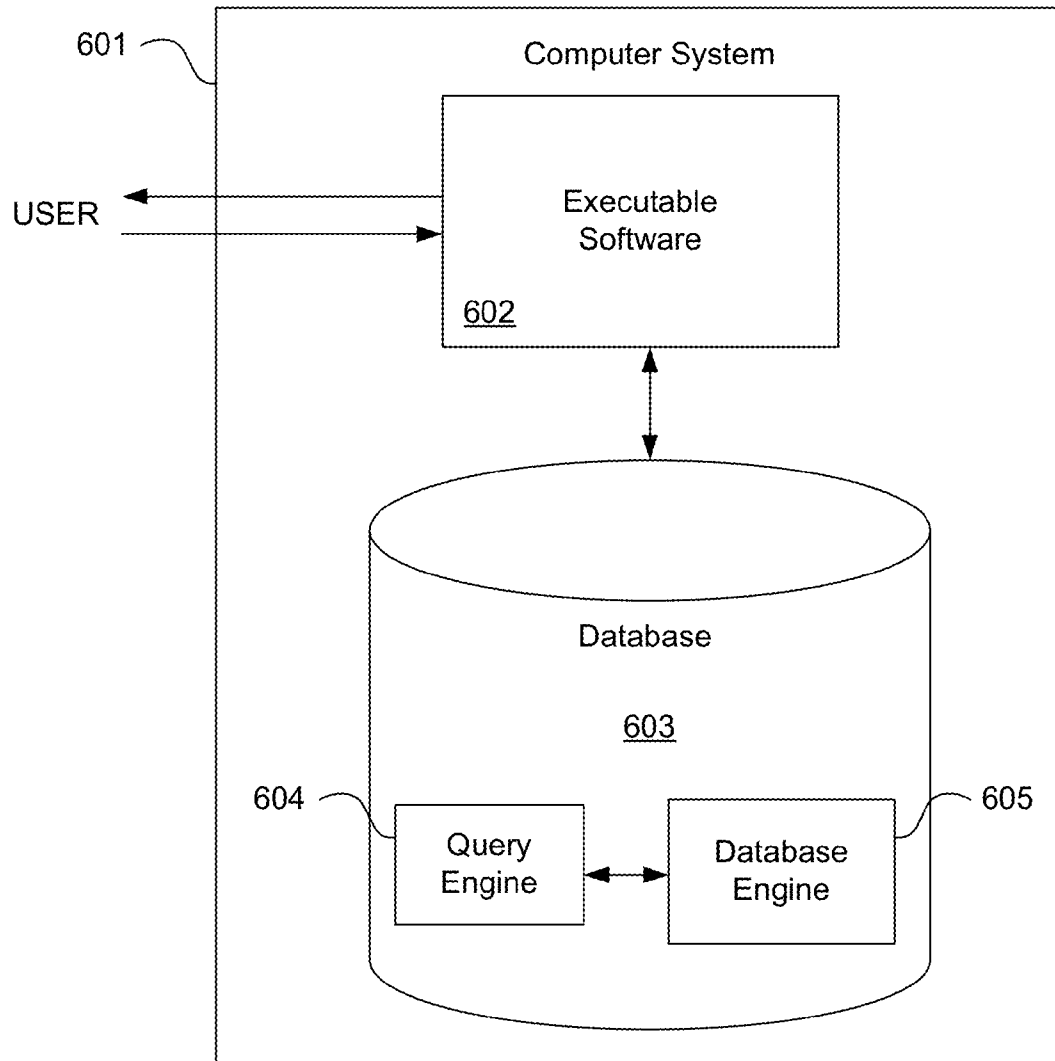 601
Computer System
USER
Executable
Software
602
Database
603
604
605
Query
Engine
Database
Engine